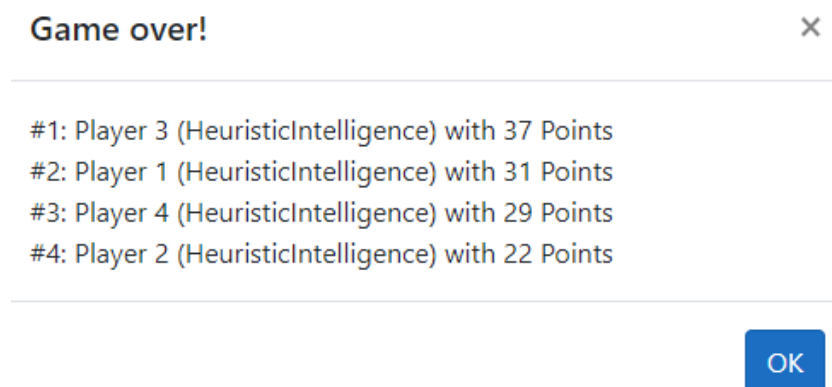 Game over!
×
#1: Player 3 (HeuristicIntelligence) with 37 Points
#2: Player 1 (HeuristicIntelligence) with 31 Points
#3: Player 4 (HeuristicIntelligence) with 29 Points
#4: Player 2 (HeuristicIntelligence) with 22 Points
OK